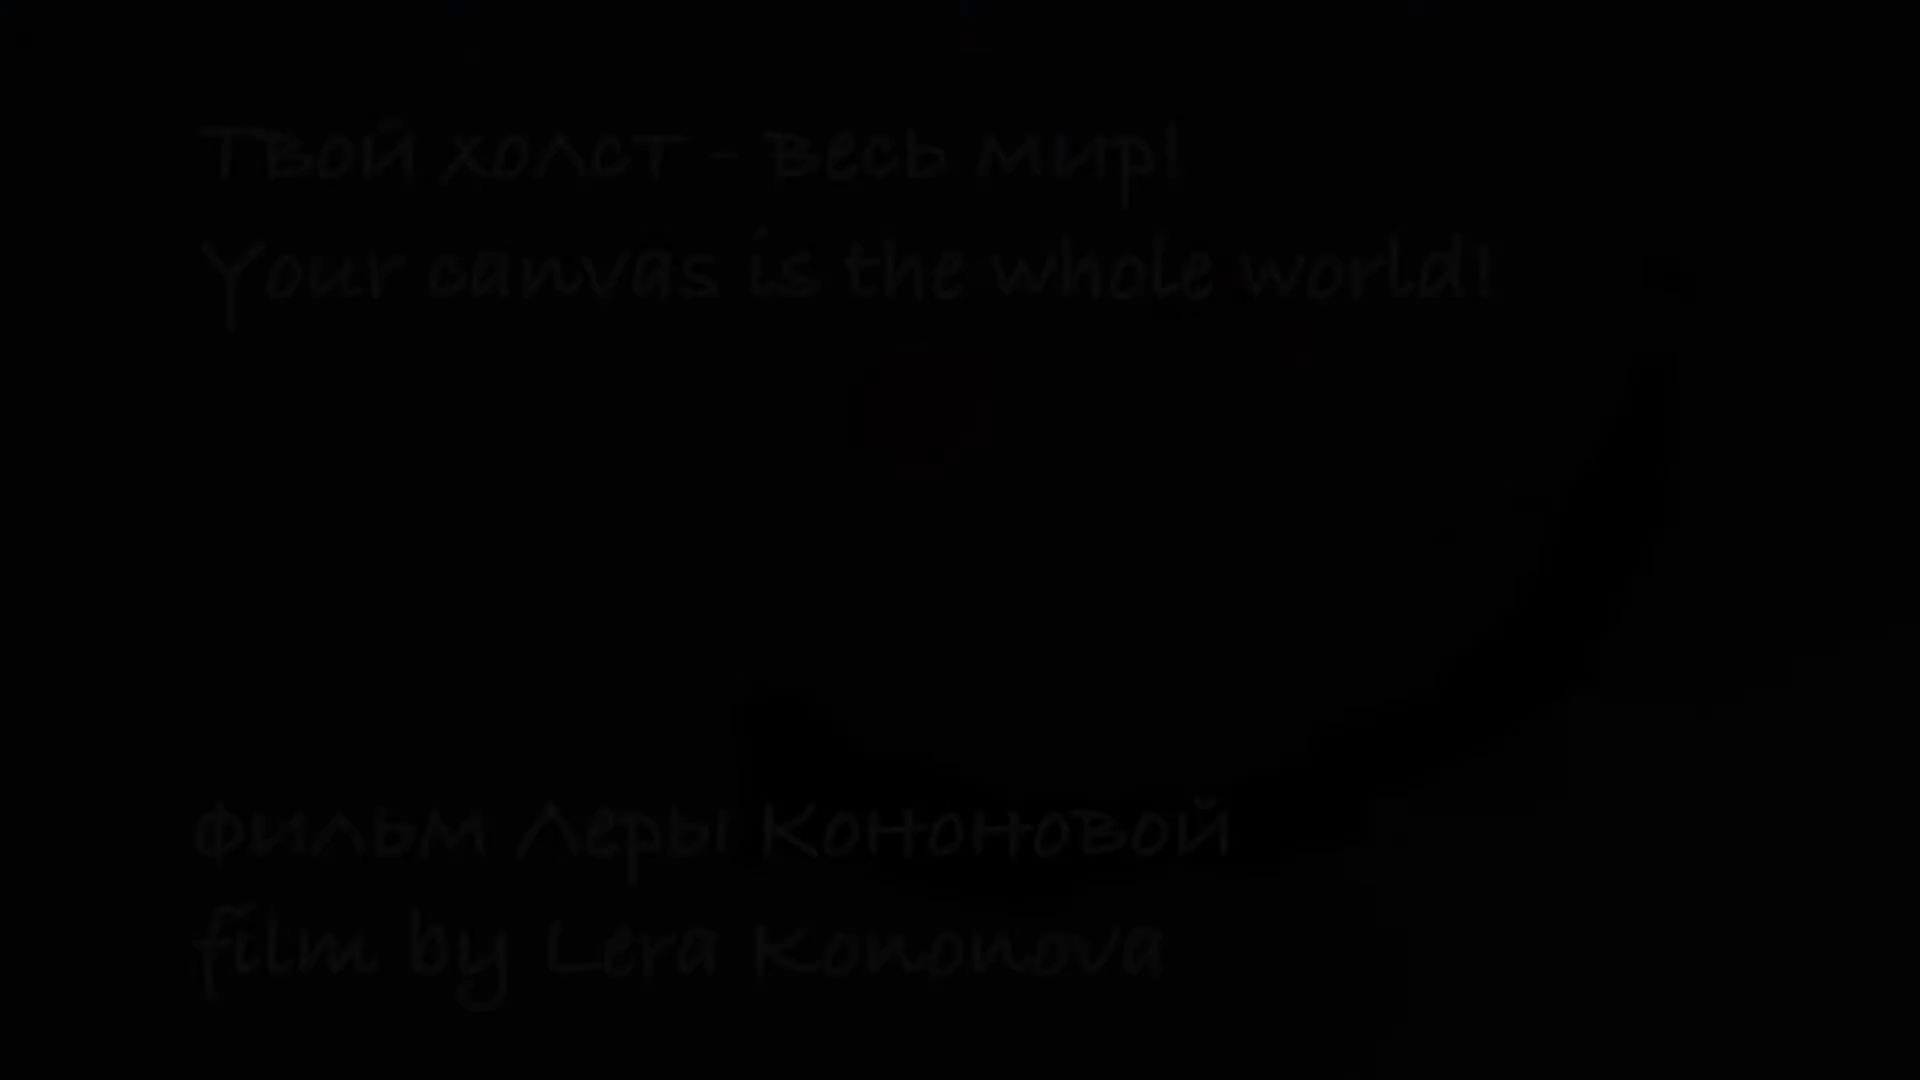 Твой холст - весь мир!
Your canvas is the whole world!
фильм Леры Кононовой
film by Lera Kononova